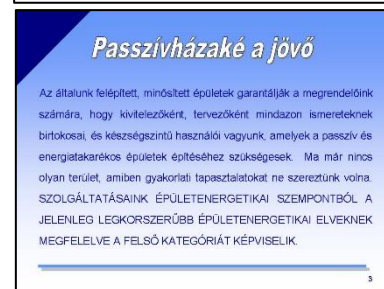 Passzívházaké a jövő
Az általunk felépített, minősített épületek garantálják a megrendelőink
számára, hogy kivitelezőként, tervezőként mindazon ismereteknek
birtokosai, és készségszintű használói vagyunk, amelyek a passzív és
energiatakarékos épületek építéséhez szükségesek. Ma már nincs
olyan terület, amiben gyakorlati tapasztalatokat ne szereztünk volna.
SZOLGÁLTATÁSAINK ÉPÜLETENERGETIKAI SZEMPONTBÓL A
JELENLEG LEGKORSZERŰBB ÉPÜLETENERGETIKAI ELVEKNEK
MEGFELELVE A FELSŐ KATEGÓRIÁT KÉPVISELIK.
3